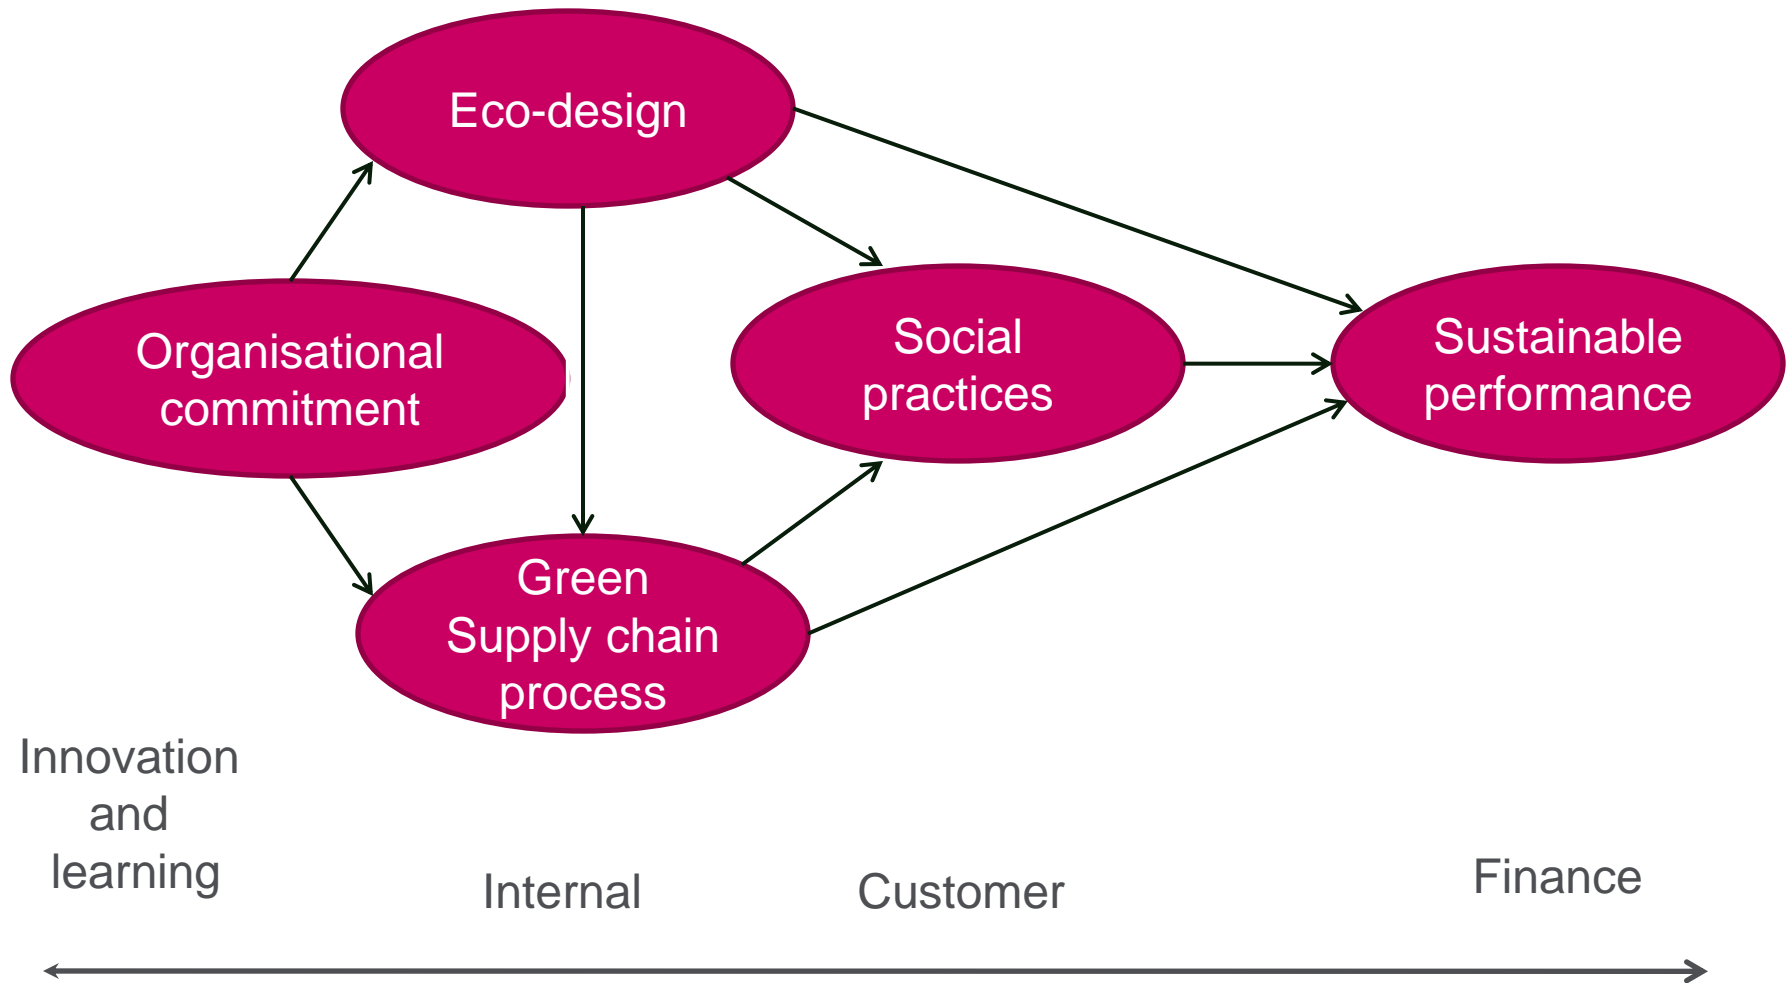 Eco-design
Organisational
commitment
Social
practices
Sustainable
performance
Green
Supply chain
process
Innovation
and
learning
Internal
Customer
Finance